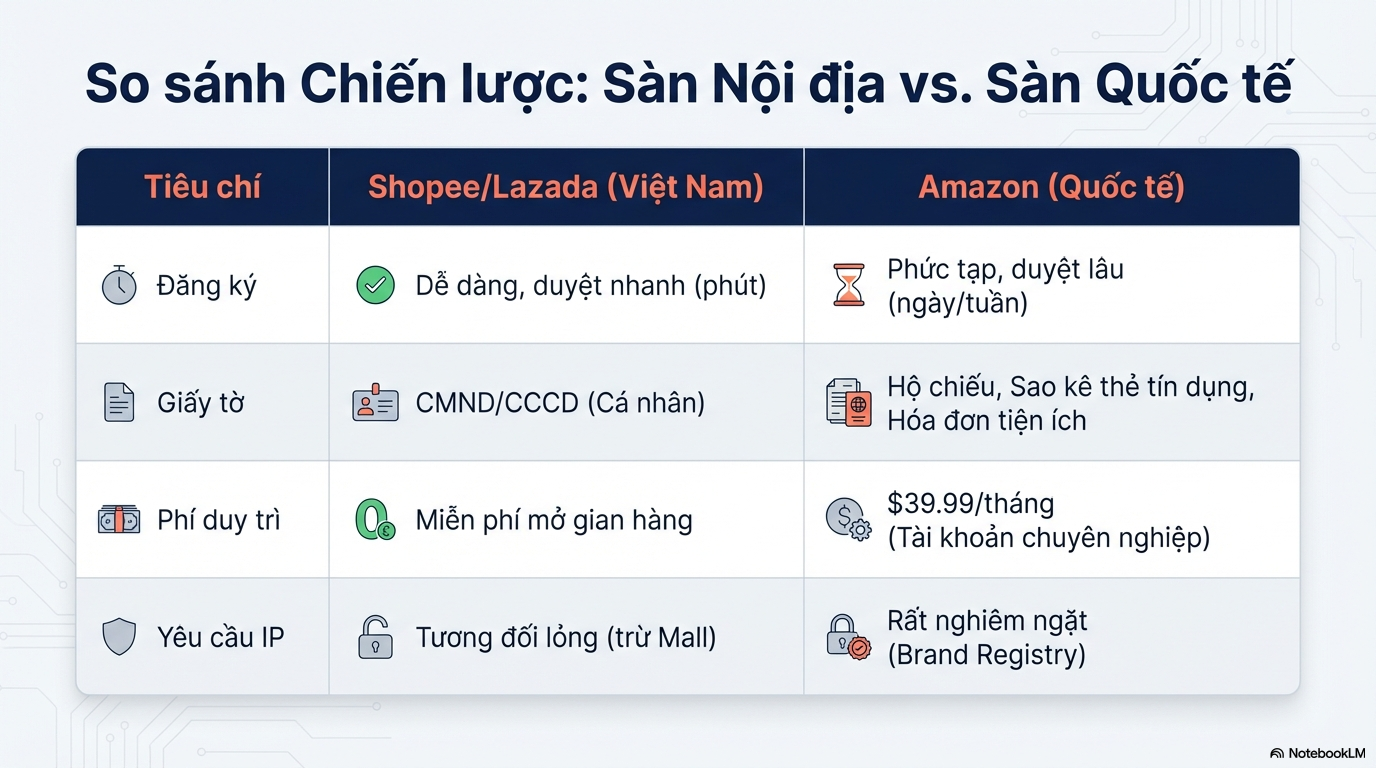 So sánh Chiến lược: Sàn Nội địa vs. Sàn Quốc tế
Tiêu chí
Shopee/Lazada (Việt Nam)
Amazon (Quốc tế)
Đăng ký
Dễ dàng, duyệt nhanh (phút)
Phức tạp, duyệt lâu
(ngày/tuần)
Giấy tờ
CMND/CCCD (Cá nhân)
Hộ chiếu, Sao kê thẻ tín dụng,
Hóa đơn tiện ích
Phí duy trì
Miễn phí mở gian hàng
$39.99/tháng
(Tài khoản chuyên nghiệp)
Yêu cầu IP
Tương đối lỏng (trừ Mall)
Rất nghiêm ngặt
(Brand Registry)
NotebookLM